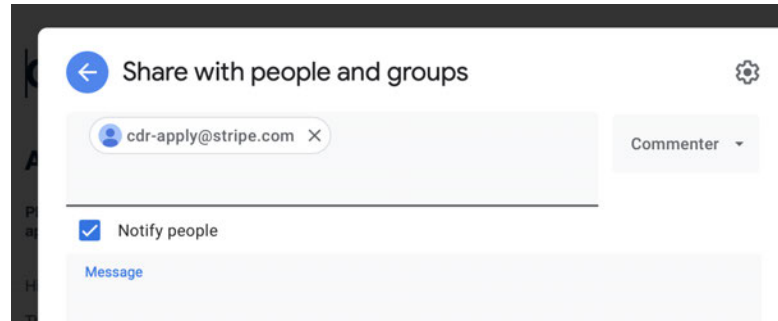 Share with people and groups
cdr-apply@stripe.com
Commenter
Notify people
Message